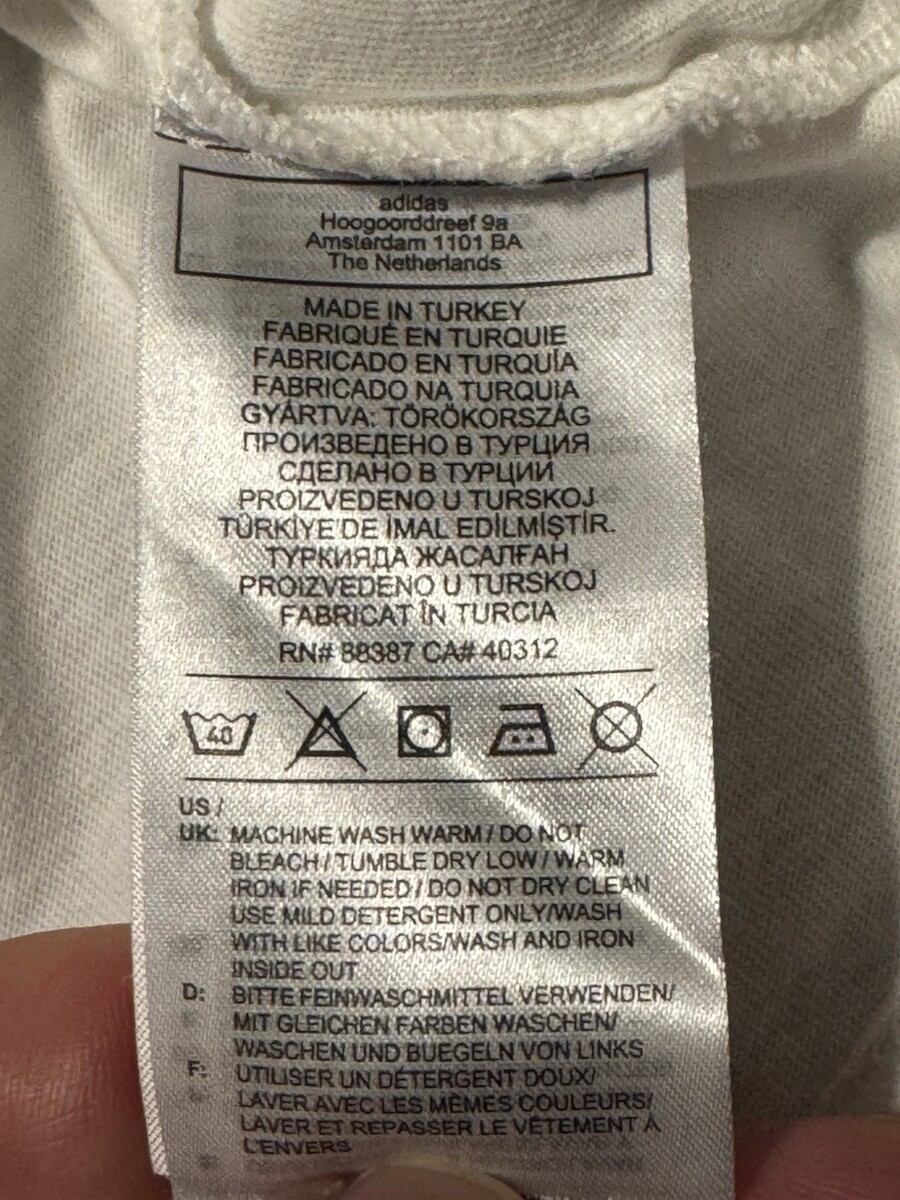 adidas
Hoogoorddreef 9a
Amsterdam 1101 BA
The Netherlands
MADE IN TURKEY
FABRIQUÉ EN TURQUIE
FABRICADO EN TURQUÍA
FABRICADO NA TURQUIA
GYÁRTVA: TÖRÖKORSZÁG
ПРОИЗВЕДЕНО В ТУРЦИЯ
СДЕЛАНО В ТУРЦИИ
PROIZVEDENO U TURSKOJ
TÜRKİYE'DE İMAL EDİLMİŞTİR.
ТУРКИЯДА ЖАСАЛҒАН
PROIZVEDENO U TURSKOJ
FABRICAT ÎN TURCIA
RN# 88387 CA# 40312
40
US /
UK: MACHINE WASH WARM / DO NOT
BLEACH / TUMBLE DRY LOW / WARM
IRON IF NEEDED / DO NOT DRY CLEAN
USE MILD DETERGENT ONLY/WASH
WITH LIKE COLORS/WASH AND IRON
INSIDE OUT
D: BITTE FEINWASCHMITTEL VERWENDEN/
MIT GLEICHEN FARBEN WASCHEN/
WASCHEN UND BUEGELN VON LINKS
F: UTILISER UN DÉTERGENT DOUX/
LAVER AVEC LES MÊMES COULEURS/
LAVER ET REPASSER LE VÊTEMENT À
L'ENVERS